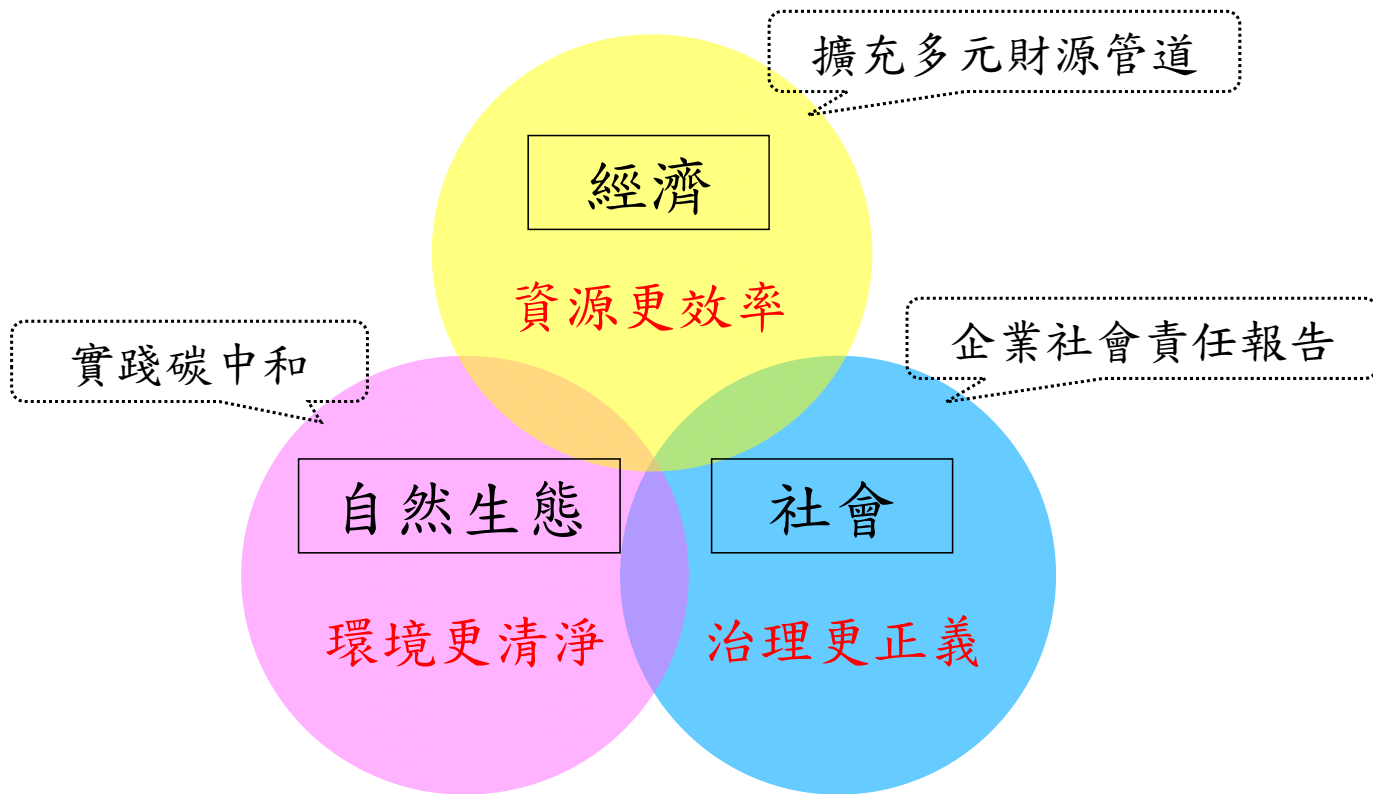 擴充多元財源管道
經濟
資源更效率
實踐碳中和
企業社會責任報告
自然生態
社會
環境更清淨
治理更正義